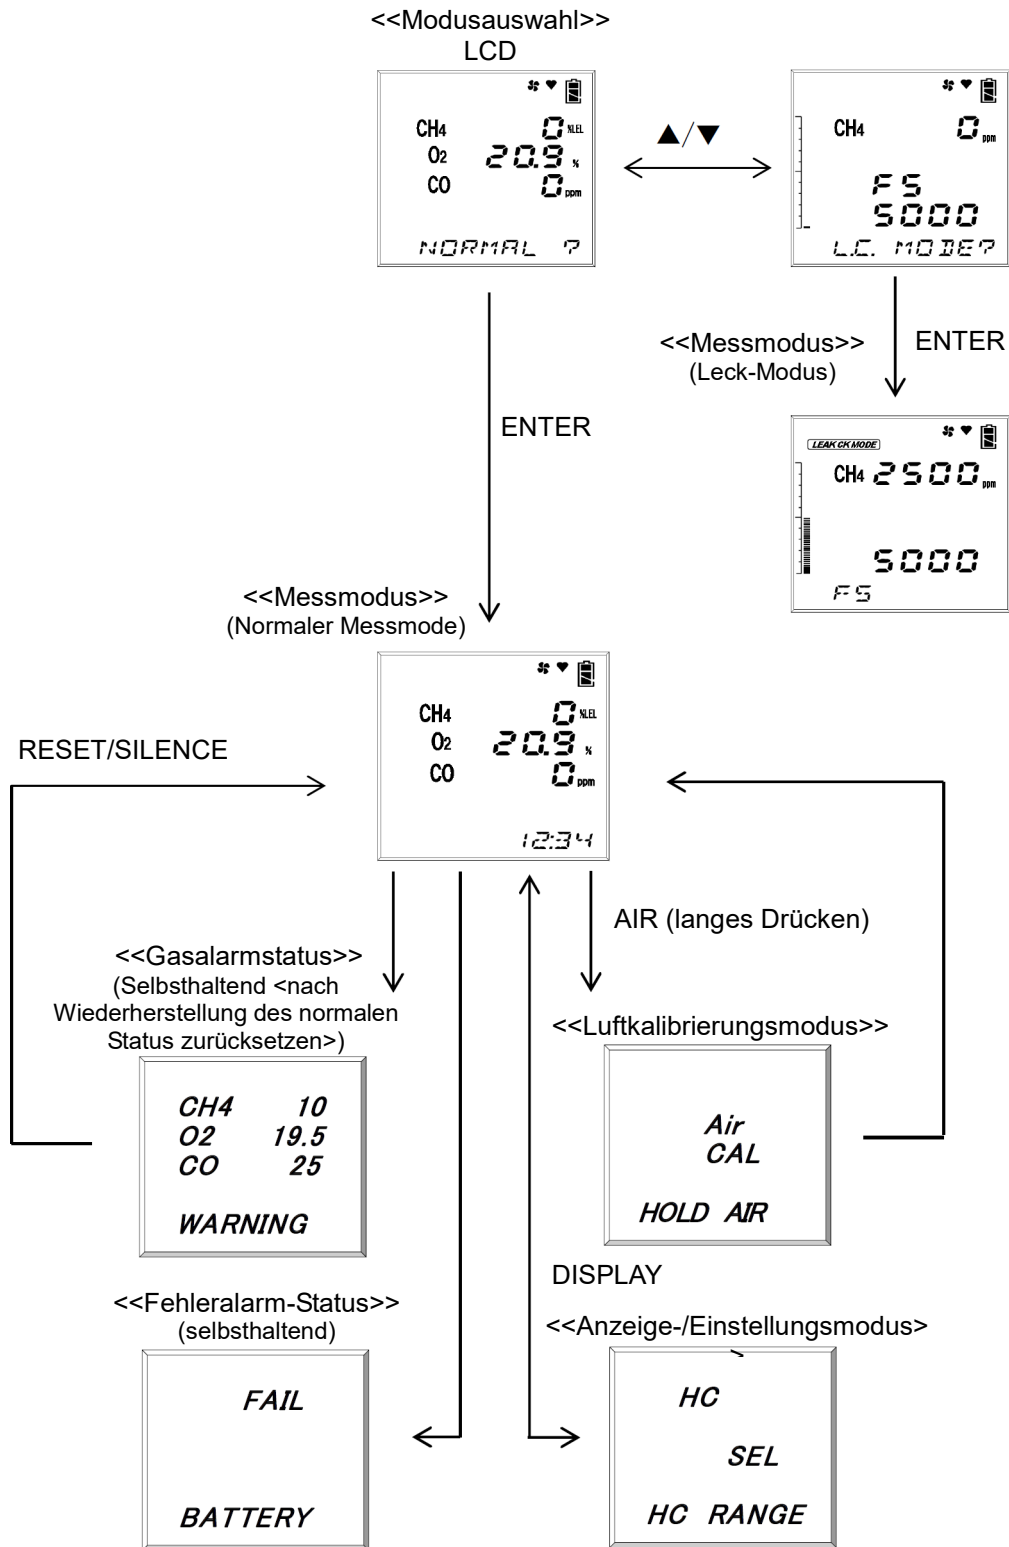 <<Modusauswahl>>
LCD
CH4 0 %LEL
O2 20.9 %
CO 0 ppm
NORMAL ?
▲/▼
CH4 0 ppm
FS
5000
L.C. MODE?
ENTER
<<Messmodus>>
(Leck-Modus)
ENTER
LEAK CK MODE
CH4 2500 ppm
5000
FS
<<Messmodus>>
(Normaler Messmode)
CH4 0 %LEL
O2 20.9 %
CO 0 ppm
12:34
RESET/SILENCE
AIR (langes Drücken)
<<Gasalarmstatus>>
(Selbsthaltend <nach
Wiederherstellung des normalen
Status zurücksetzen>)
CH4 10
O2 19.5
CO 25
WARNING
<<Luftkalibrierungsmodus>>
Air
CAL
HOLD AIR
<<Fehleralarm-Status>>
(selbsthaltend)
FAIL
BATTERY
DISPLAY
<<Anzeige-/Einstellungsmodus>
HC
SEL
HC RANGE